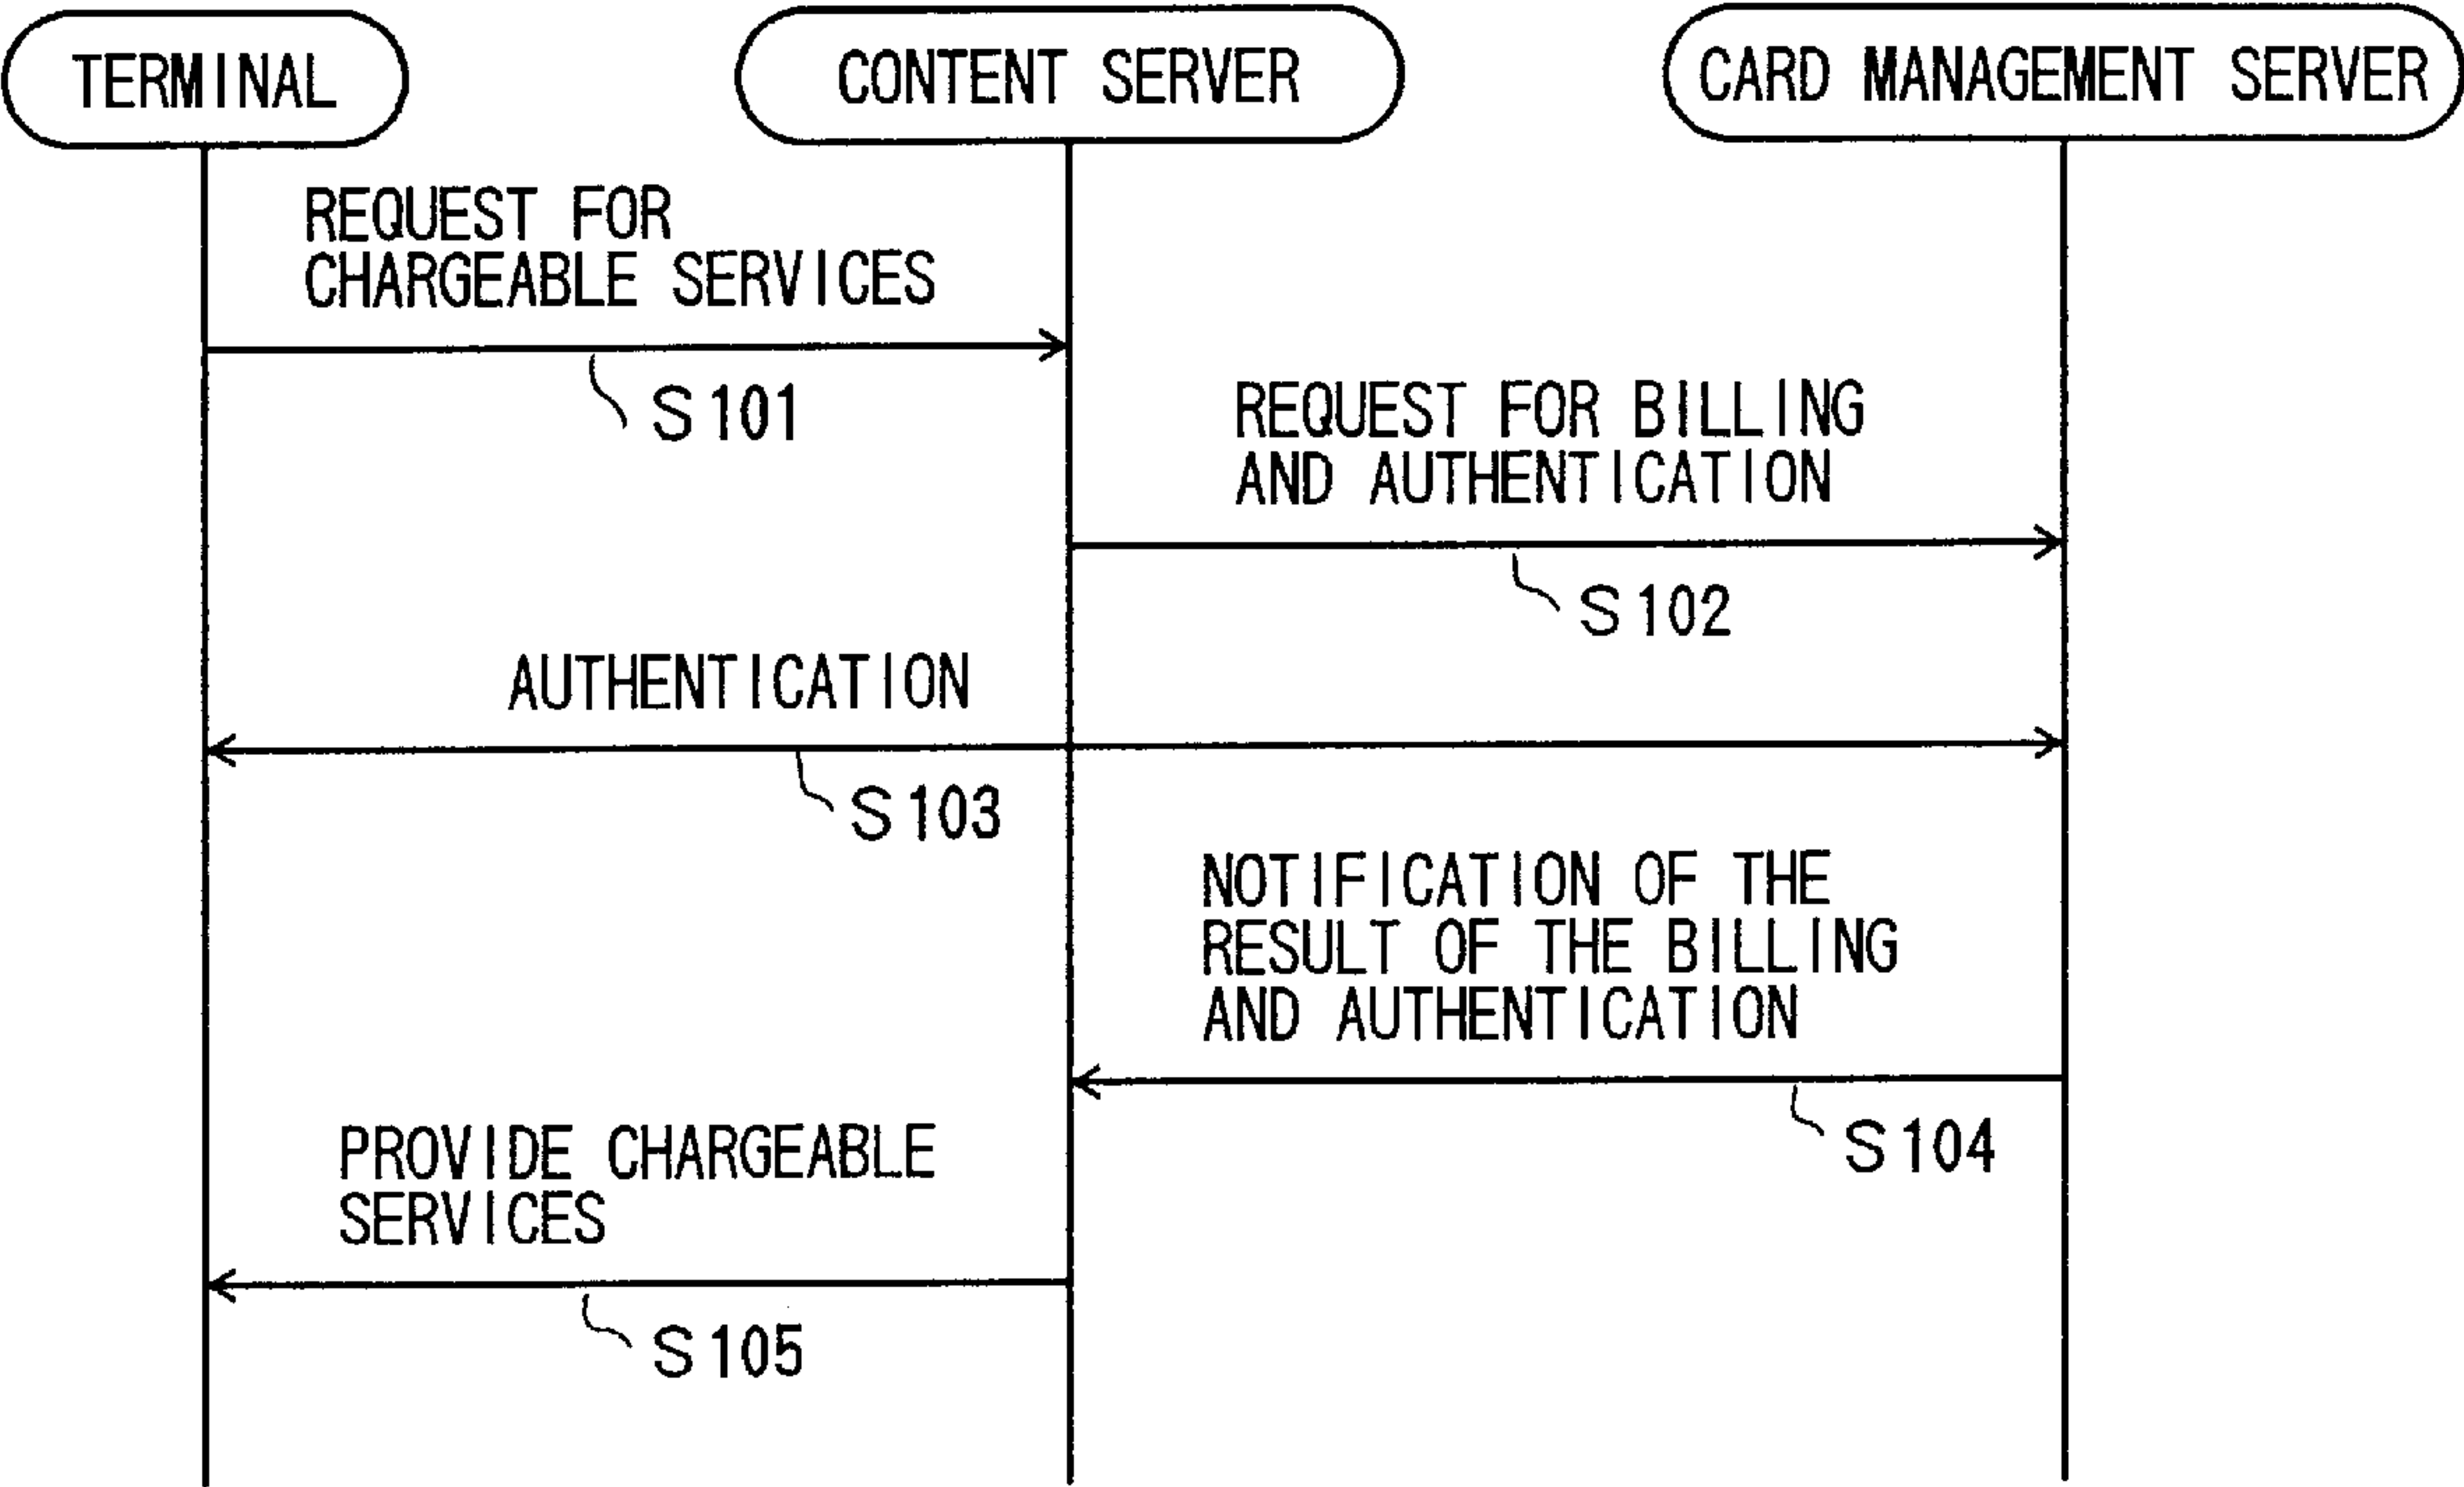 TERMINAL
CONTENT SERVER
CARD MANAGEMENT SERVER
REQUEST FOR
CHARGEABLE SERVICES
S101
REQUEST FOR BILLING
AND AUTHENTICATION
S102
AUTHENTICATION
S103
NOTIFICATION OF THE
RESULT OF THE BILLING
AND AUTHENTICATION
S104
PROVIDE CHARGEABLE
SERVICES
S105